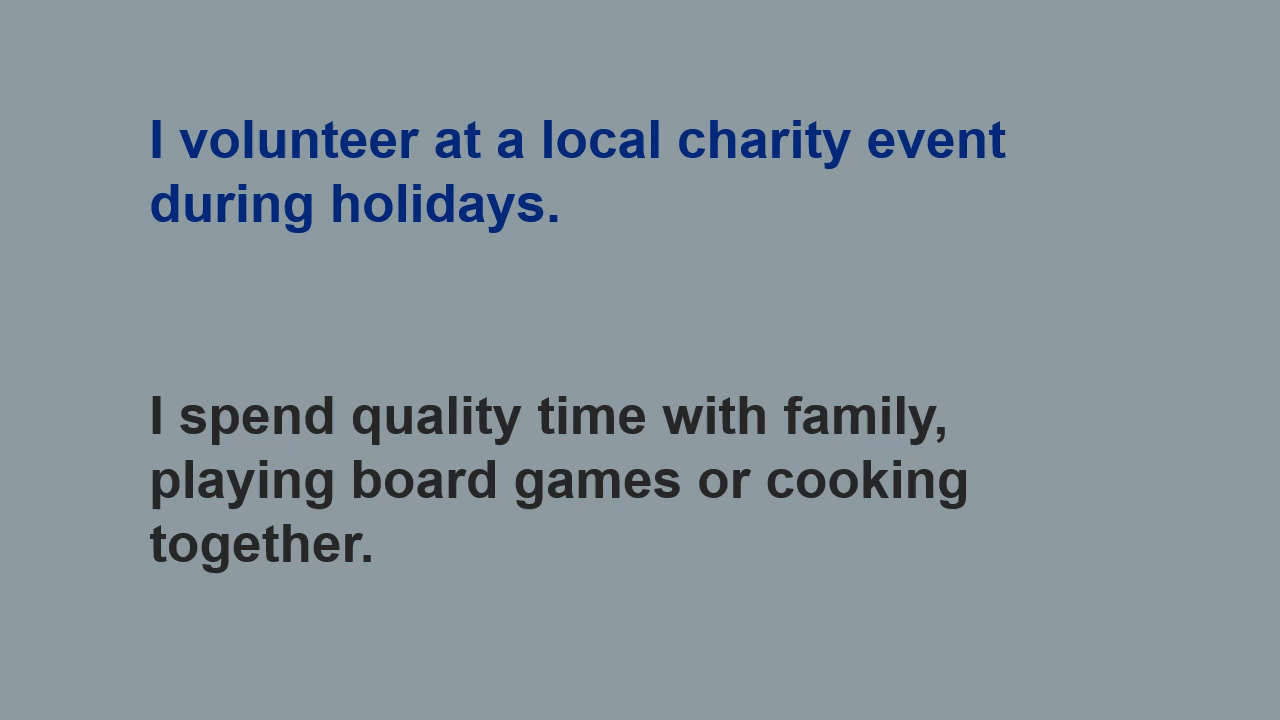 I volunteer at a local charity event
during holidays.
I spend quality time with family,
playing board games or cooking
together.